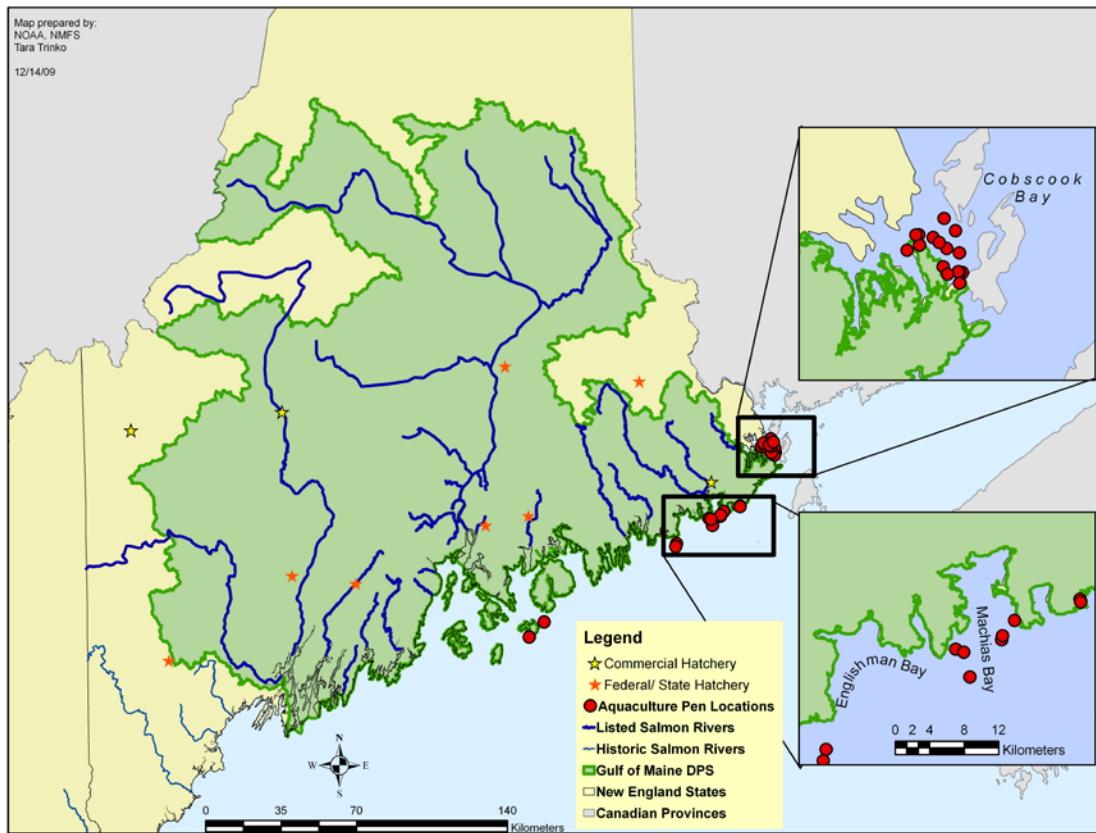 Map prepared by:
NOAA, NMFS
Tara Trinko
12/14/09
Cobscook
Bay
Englishman Bay
Machias Bay
0 2 4 8 12
Kilometers
Legend
Commercial Hatchery
Federal/ State Hatchery
Aquaculture Pen Locations
Listed Salmon Rivers
Historic Salmon Rivers
Gulf of Maine DPS
New England States
Canadian Provinces
N
W E
S
0 35 70 140
Kilometers